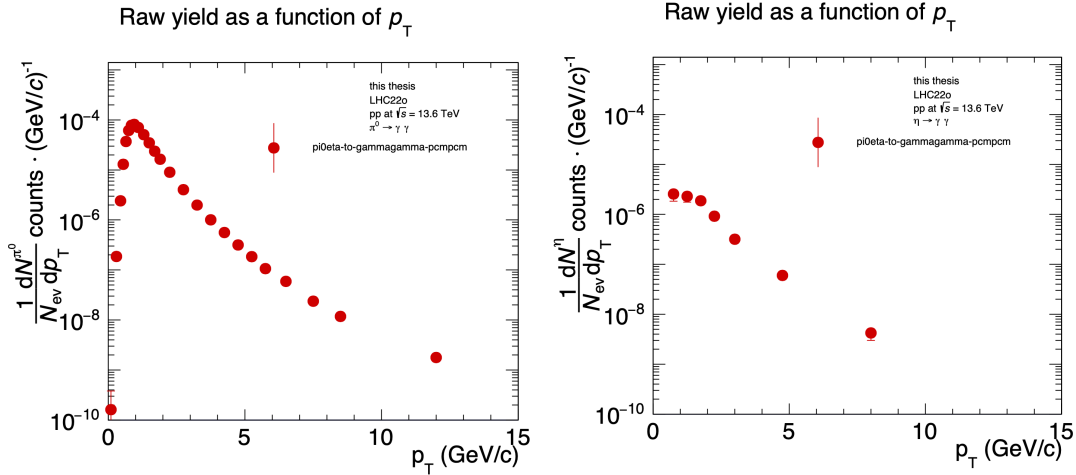 Raw yield as a function of p_T
this thesis
LHC22o
pp at √s = 13.6 TeV
π⁰ → γ γ
pi0eta-to-gammagamma-pcmpcm
1/N_ev dN^π⁰/dp_T counts · (GeV/c)⁻¹
10⁻⁴
10⁻⁶
10⁻⁸
10⁻¹⁰
0 5 10 15
p_T (GeV/c)
Raw yield as a function of p_T
this thesis
LHC22o
pp at √s = 13.6 TeV
η → γ γ
pi0eta-to-gammagamma-pcmpcm
1/N_ev dN^η/dp_T counts · (GeV/c)⁻¹
10⁻⁴
10⁻⁶
10⁻⁸
10⁻¹⁰
0 5 10 15
p_T (GeV/c)